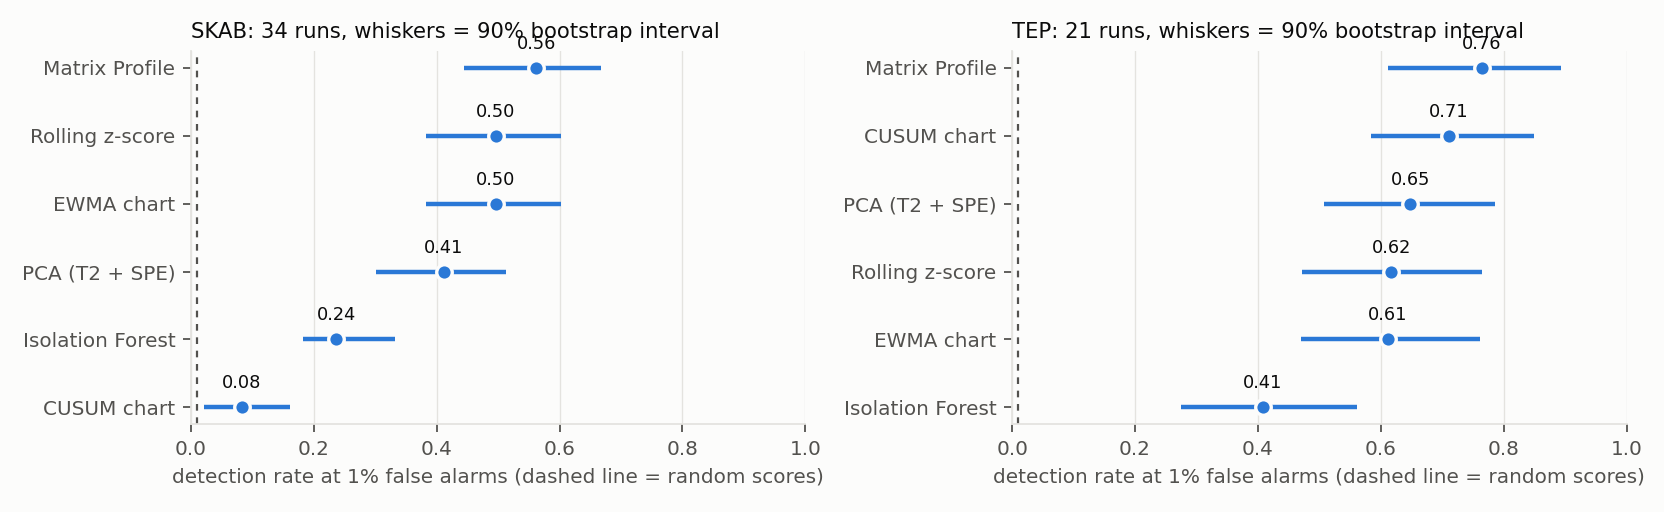 SKAB: 34 runs, whiskers = 90% bootstrap interval
0.56
Matrix Profile
0.50
Rolling z-score
0.50
EWMA chart
0.41
PCA (T2 + SPE)
0.24
Isolation Forest
0.08
CUSUM chart
0.0 0.2 0.4 0.6 0.8 1.0
detection rate at 1% false alarms (dashed line = random scores)
TEP: 21 runs, whiskers = 90% bootstrap interval
0.76
Matrix Profile
0.71
CUSUM chart
0.65
PCA (T2 + SPE)
0.62
Rolling z-score
0.61
EWMA chart
0.41
Isolation Forest
0.0 0.2 0.4 0.6 0.8 1.0
detection rate at 1% false alarms (dashed line = random scores)